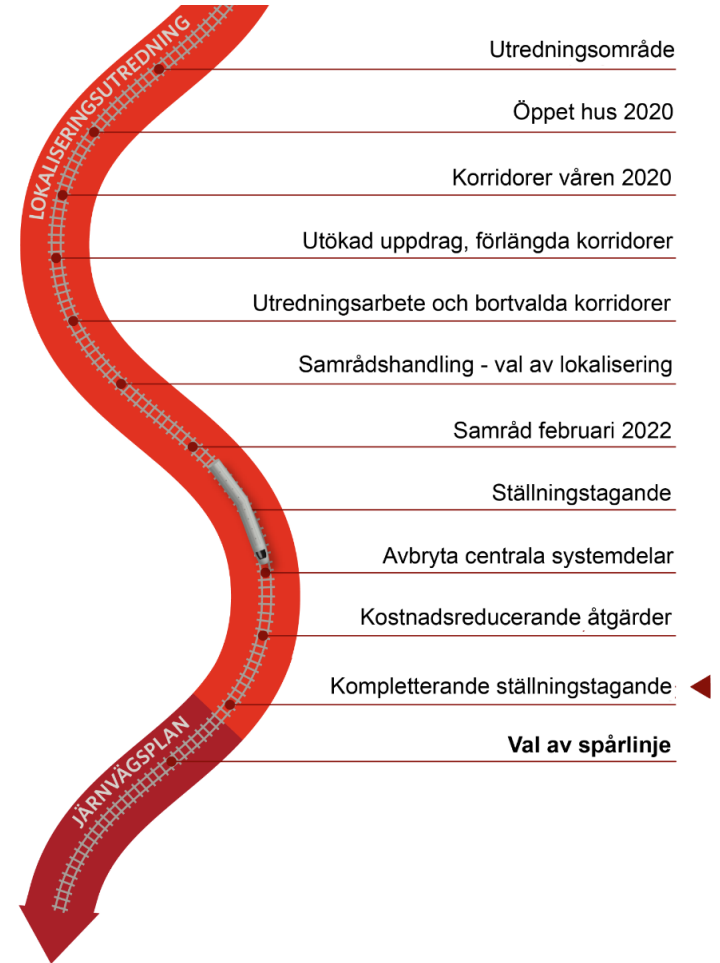 LOKALISERINGSUTREDNING
Utredningsområde
Öppet hus 2020
Korridorer våren 2020
Utökad uppdrag, förlängda korridorer
Utredningsarbete och bortvalda korridorer
Samrådshandling - val av lokalisering
Samråd februari 2022
Ställningstagande
Avbryta centrala systemdelar
Kostnadsreducerande åtgärder
Kompletterande ställningstagande
Val av spårlinje
JÄRNVÄGSPLAN